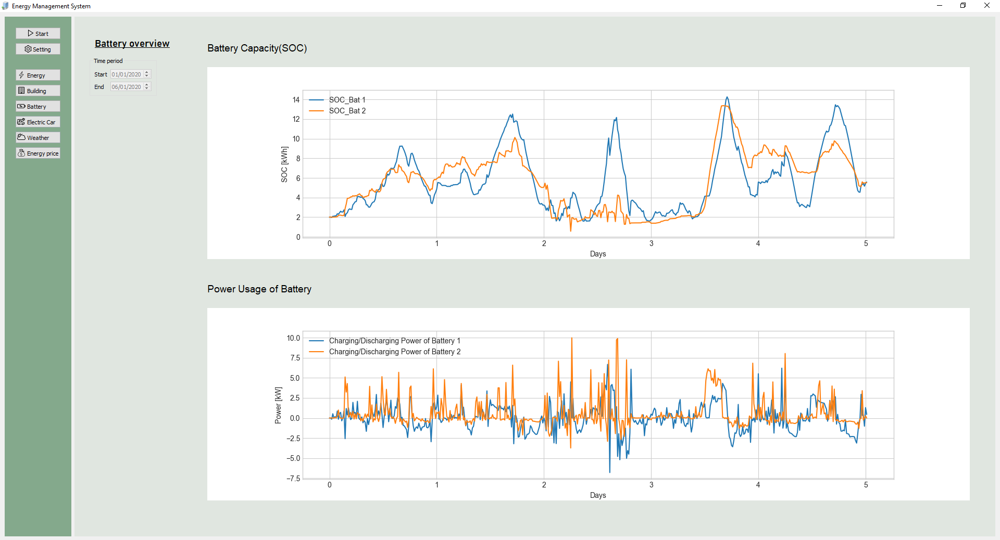 Energy Management System
Start
Setting
Energy
Building
Battery
Electric Car
Weather
Energy price
Battery overview
Time period
Start 01/01/2020
End 06/01/2020
Battery Capacity(SOC)
SOC_Bat 1
SOC_Bat 2
14
12
10
8
6
4
2
0
SOC [kWh]
0 1 2 3 4 5
Days
Power Usage of Battery
Charging/Discharging Power of Battery 1
Charging/Discharging Power of Battery 2
10.0
7.5
5.0
2.5
0.0
−2.5
−5.0
−7.5
Power [kW]
0 1 2 3 4 5
Days